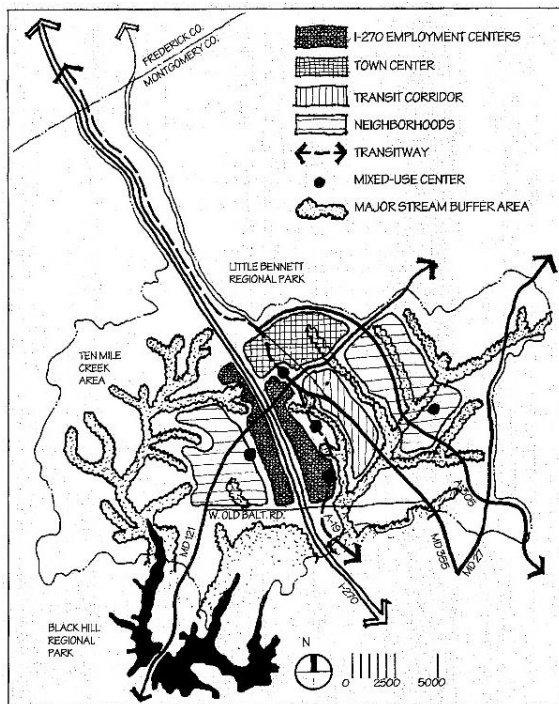 FREDERICK CO.
MONTGOMERY CO.
I-270 EMPLOYMENT CENTERS
TOWN CENTER
TRANSIT CORRIDOR
NEIGHBORHOODS
TRANSITWAY
MIXED-USE CENTER
MAJOR STREAM BUFFER AREA
LITTLE BENNETT
REGIONAL PARK
TEN MILE
CREEK
AREA
W. OLD BALT. RD.
MD 121
A-19
I-270
MD 355
MD 27
A-305
BLACK HILL
REGIONAL
PARK
N
0 2500 5000